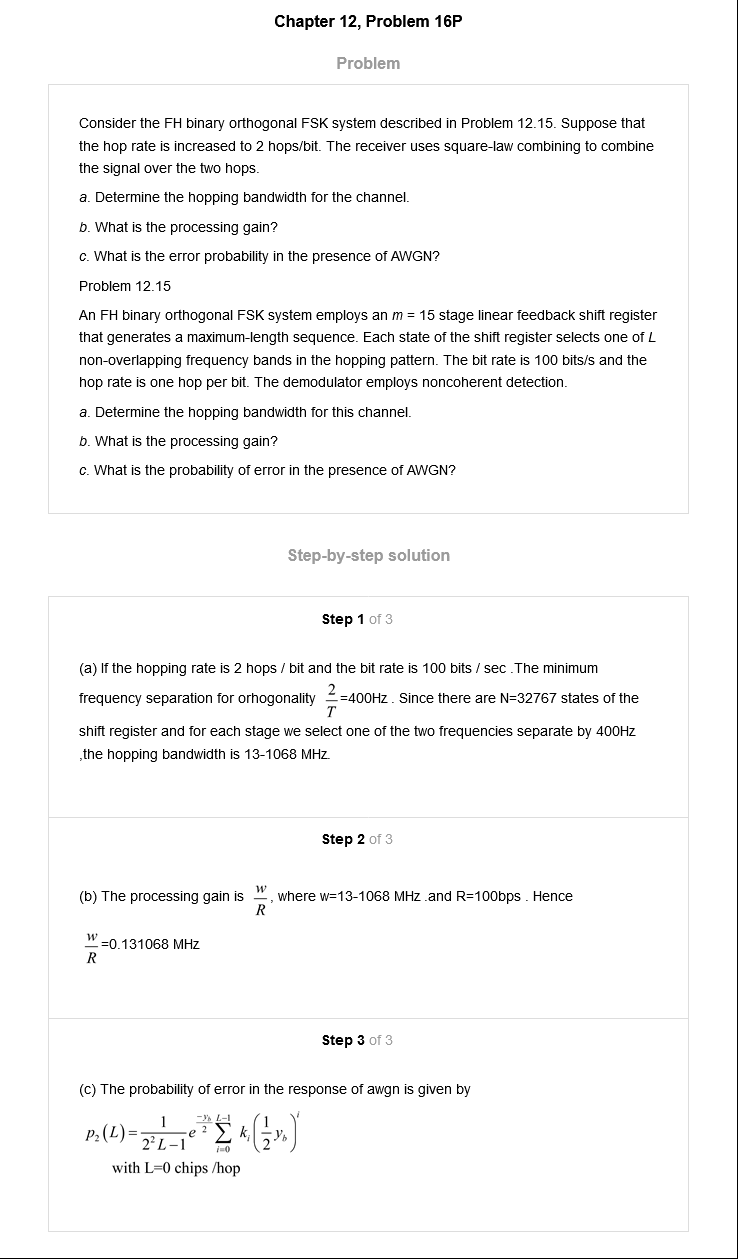 Chapter 12, Problem 16P
Problem
Consider the FH binary orthogonal FSK system described in Problem 12.15. Suppose that
the hop rate is increased to 2 hops/bit. The receiver uses square-law combining to combine
the signal over the two hops.
a. Determine the hopping bandwidth for the channel.
b. What is the processing gain?
c. What is the error probability in the presence of AWGN?
Problem 12.15
An FH binary orthogonal FSK system employs an m = 15 stage linear feedback shift register
that generates a maximum-length sequence. Each state of the shift register selects one of L
non-overlapping frequency bands in the hopping pattern. The bit rate is 100 bits/s and the
hop rate is one hop per bit. The demodulator employs noncoherent detection.
a. Determine the hopping bandwidth for this channel.
b. What is the processing gain?
c. What is the probability of error in the presence of AWGN?
Step-by-step solution
Step 1 of 3
(a) If the hopping rate is 2 hops / bit and the bit rate is 100 bits / sec .The minimum
frequency separation for orhogonality 2/T=400Hz . Since there are N=32767 states of the
shift register and for each stage we select one of the two frequencies separate by 400Hz
,the hopping bandwidth is 13-1068 MHz.
Step 2 of 3
(b) The processing gain is w/R, where w=13-1068 MHz .and R=100bps . Hence
w/R=0.131068 MHz
Step 3 of 3
(c) The probability of error in the response of awgn is given by
p₂(L)=1/(2²L−1) e^(−y_b/2) ∑_{i=0}^{L−1} k_i(1/2 y_b)^i
with L=0 chips /hop